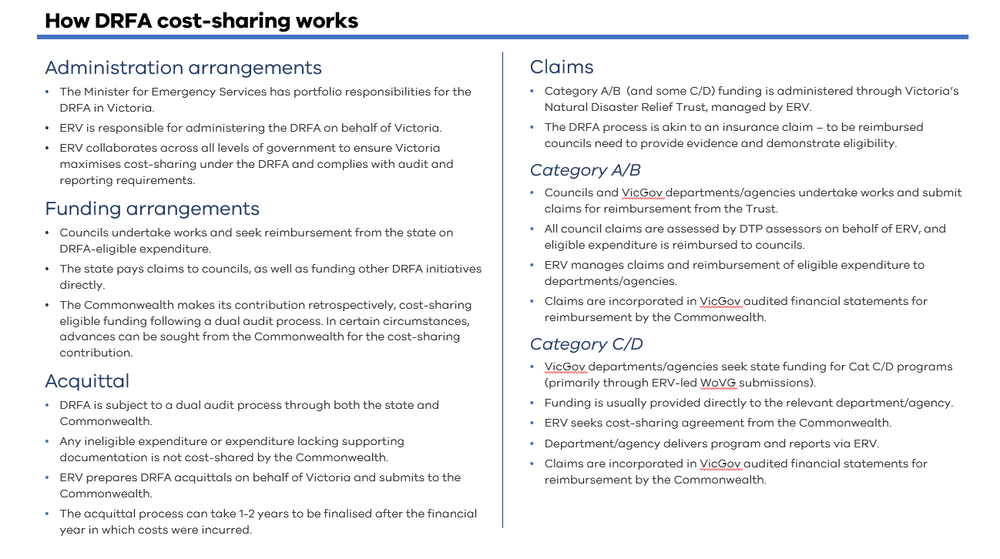 How DRFA cost-sharing works
Administration arrangements
• The Minister for Emergency Services has portfolio responsibilities for the
DRFA in Victoria.
• ERV is responsible for administering the DRFA on behalf of Victoria.
• ERV collaborates across all levels of government to ensure Victoria
maximises cost-sharing under the DRFA and complies with audit and
reporting requirements.
Funding arrangements
• Councils undertake works and seek reimbursement from the state on
DRFA-eligible expenditure.
• The state pays claims to councils, as well as funding other DRFA initiatives
directly.
• The Commonwealth makes its contribution retrospectively, cost-sharing
eligible funding following a dual audit process. In certain circumstances,
advances can be sought from the Commonwealth for the cost-sharing
contribution.
Acquittal
• DRFA is subject to a dual audit process through both the state and
Commonwealth.
• Any ineligible expenditure or expenditure lacking supporting
documentation is not cost-shared by the Commonwealth.
• ERV prepares DRFA acquittals on behalf of Victoria and submits to the
Commonwealth.
• The acquittal process can take 1-2 years to be finalised after the financial
year in which costs were incurred.
Claims
• Category A/B  (and some C/D) funding is administered through Victoria’s
Natural Disaster Relief Trust, managed by ERV.
• The DRFA process is akin to an insurance claim – to be reimbursed
councils need to provide evidence and demonstrate eligibility.
Category A/B
• Councils and VicGov departments/agencies undertake works and submit
claims for reimbursement from the Trust.
• All council claims are assessed by DTP assessors on behalf of ERV, and
eligible expenditure is reimbursed to councils.
• ERV manages claims and reimbursement of eligible expenditure to
departments/agencies.
• Claims are incorporated in VicGov audited financial statements for
reimbursement by the Commonwealth.
Category C/D
• VicGov departments/agencies seek state funding for Cat C/D programs
(primarily through ERV-led WoVG submissions).
• Funding is usually provided directly to the relevant department/agency.
• ERV seeks cost-sharing agreement from the Commonwealth.
• Department/agency delivers program and reports via ERV.
• Claims are incorporated in VicGov audited financial statements for
reimbursement by the Commonwealth.